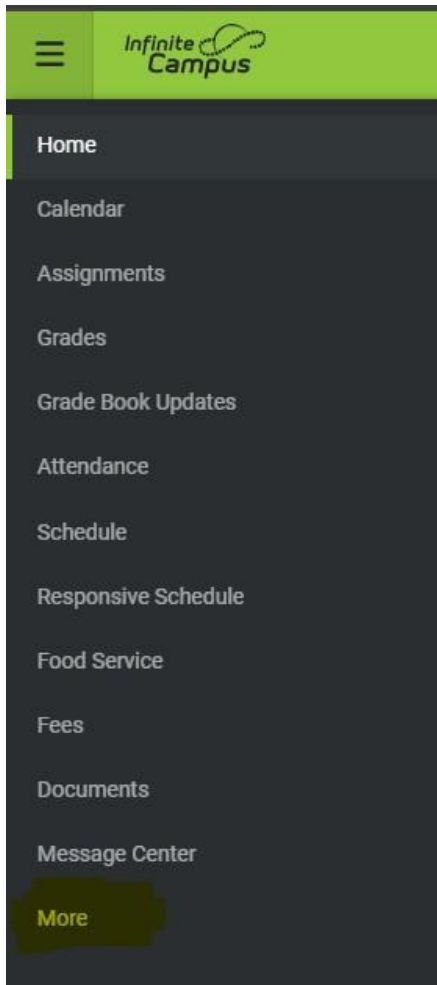 Infinite
Campus
Home
Calendar
Assignments
Grades
Grade Book Updates
Attendance
Schedule
Responsive Schedule
Food Service
Fees
Documents
Message Center
More